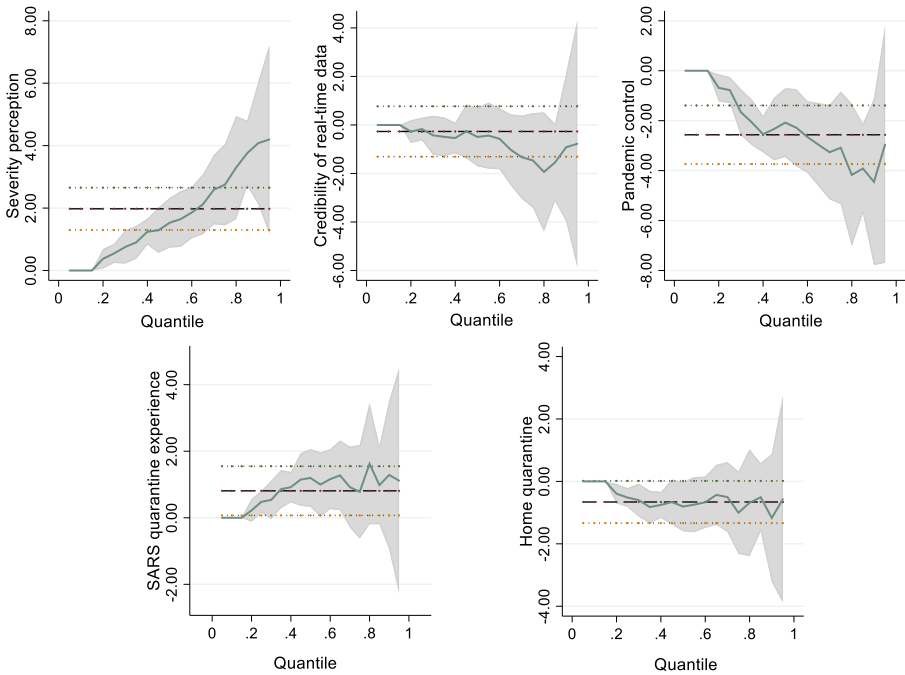 Severity perception
8.00
6.00
4.00
2.00
0.00
0 .2 .4 .6 .8 1
Quantile
Credibility of real-time data
4.00
2.00
0.00
-2.00
-4.00
-6.00
0 .2 .4 .6 .8 1
Quantile
Pandemic control
2.00
0.00
-2.00
-4.00
-6.00
-8.00
0 .2 .4 .6 .8 1
Quantile
SARS quarantine experience
4.00
2.00
0.00
-2.00
0 .2 .4 .6 .8 1
Quantile
Home quarantine
4.00
2.00
0.00
-2.00
-4.00
0 .2 .4 .6 .8 1
Quantile